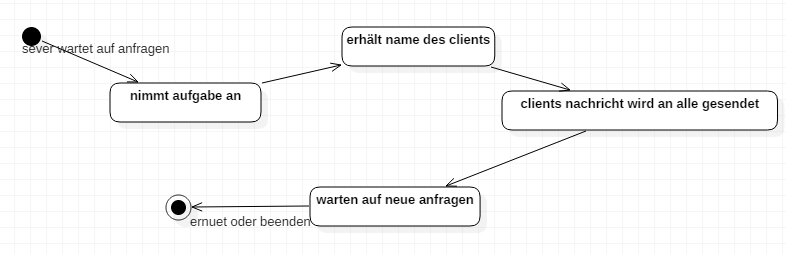 sever wartet auf anfragen
nimmt aufgabe an
erhält name des clients
clients nachricht wird an alle gesendet
warten auf neue anfragen
ernuet oder beenden